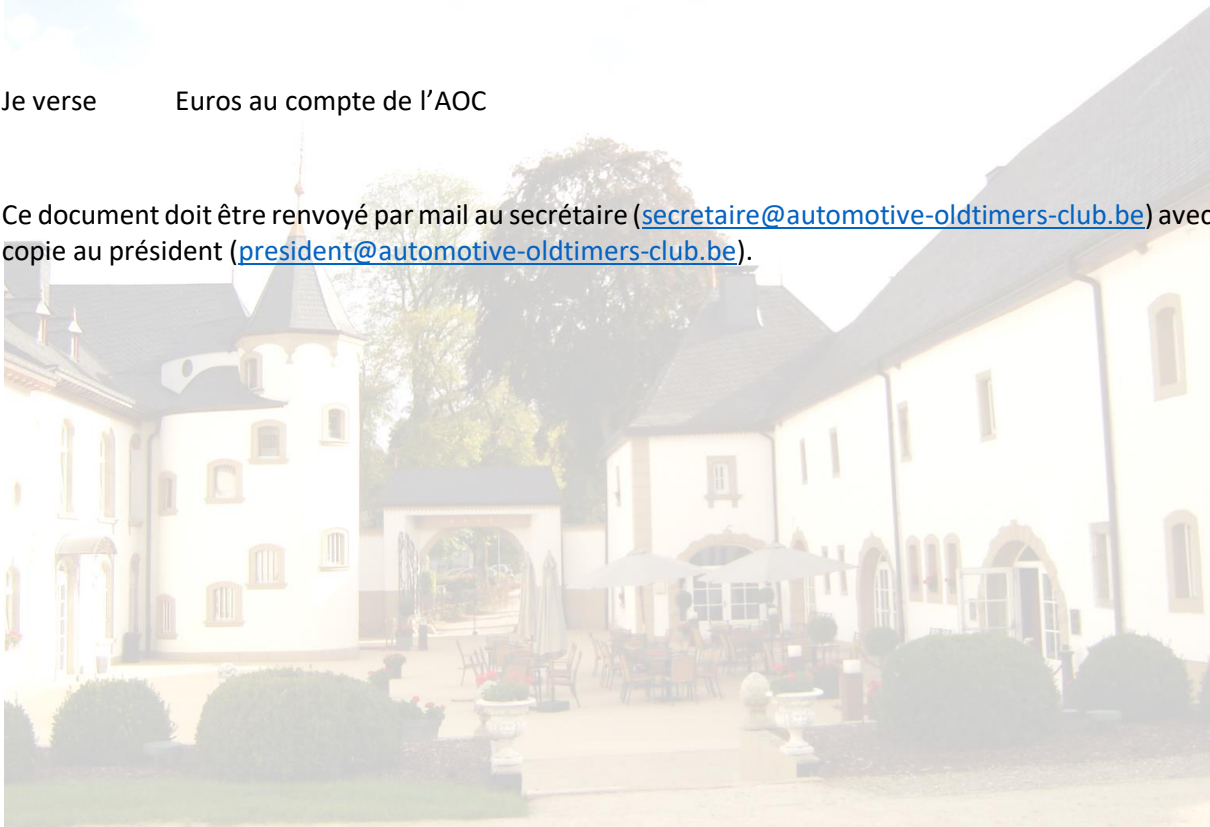 Je verse Euros au compte de l’AOC
Ce document doit être renvoyé par mail au secrétaire (secretaire@automotive-oldtimers-club.be) avec
copie au président (president@automotive-oldtimers-club.be).